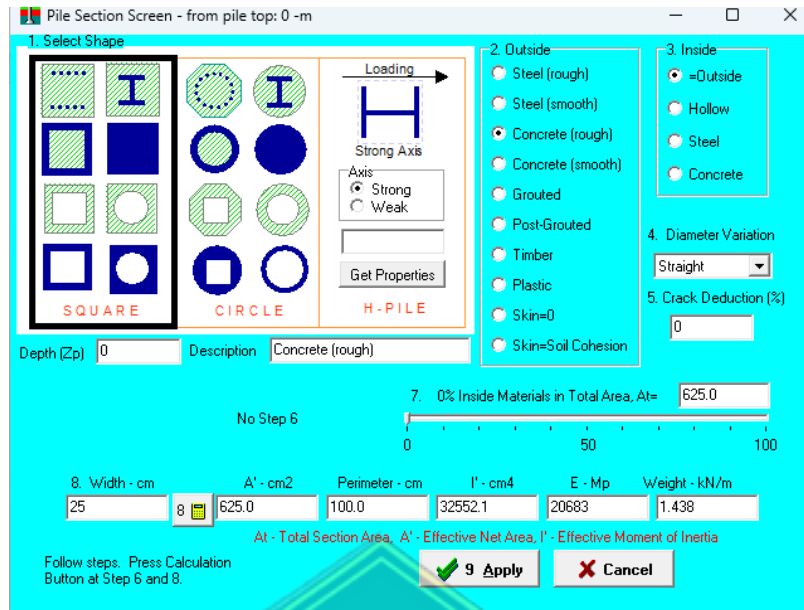 Pile Section Screen - from pile top: 0 -m
1. Select Shape
SQUARE
CIRCLE
Loading
Strong Axis
Axis
Strong
Weak
Get Properties
H-PILE
2. Outside
Steel (rough)
Steel (smooth)
Concrete (rough)
Concrete (smooth)
Grouted
Post-Grouted
Timber
Plastic
Skin=0
Skin=Soil Cohesion
3. Inside
=Outside
Hollow
Steel
Concrete
4. Diameter Variation
Straight
5. Crack Deduction (%)
0
Depth (Zp) 0 Description Concrete (rough)
No Step 6
7. 0% Inside Materials in Total Area, At= 625.0
0 50 100
8. Width - cm A' - cm2 Perimeter - cm I' - cm4 E - Mp Weight - kN/m
25 8 625.0 100.0 32552.1 20683 1.438
At - Total Section Area, A' - Effective Net Area, I' - Effective Moment of Inertia
Follow steps. Press Calculation
Button at Step 6 and 8.
9 Apply Cancel